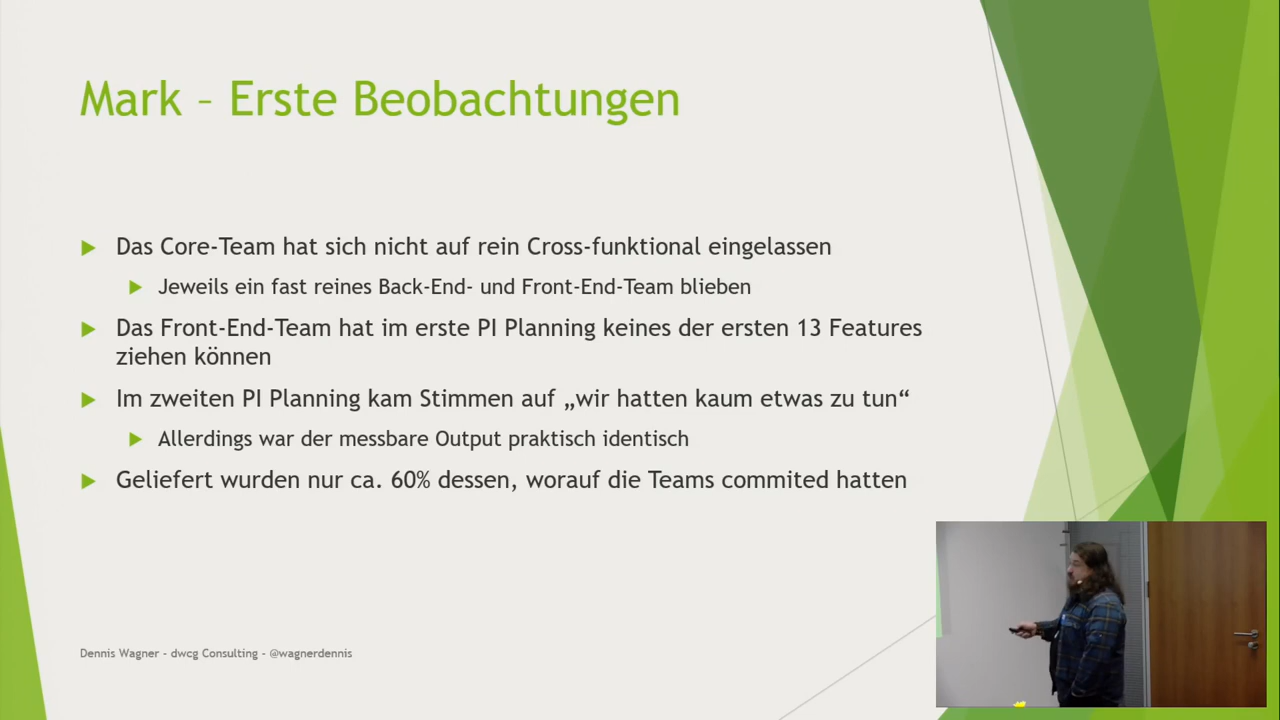 Mark – Erste Beobachtungen
Das Core-Team hat sich nicht auf rein Cross-funktional eingelassen
Jeweils ein fast reines Back-End- und Front-End-Team blieben
Das Front-End-Team hat im erste PI Planning keines der ersten 13 Features
ziehen können
Im zweiten PI Planning kam Stimmen auf „wir hatten kaum etwas zu tun“
Allerdings war der messbare Output praktisch identisch
Geliefert wurden nur ca. 60% dessen, worauf die Teams commited hatten
Dennis Wagner - dwcg Consulting - @wagnerdennis